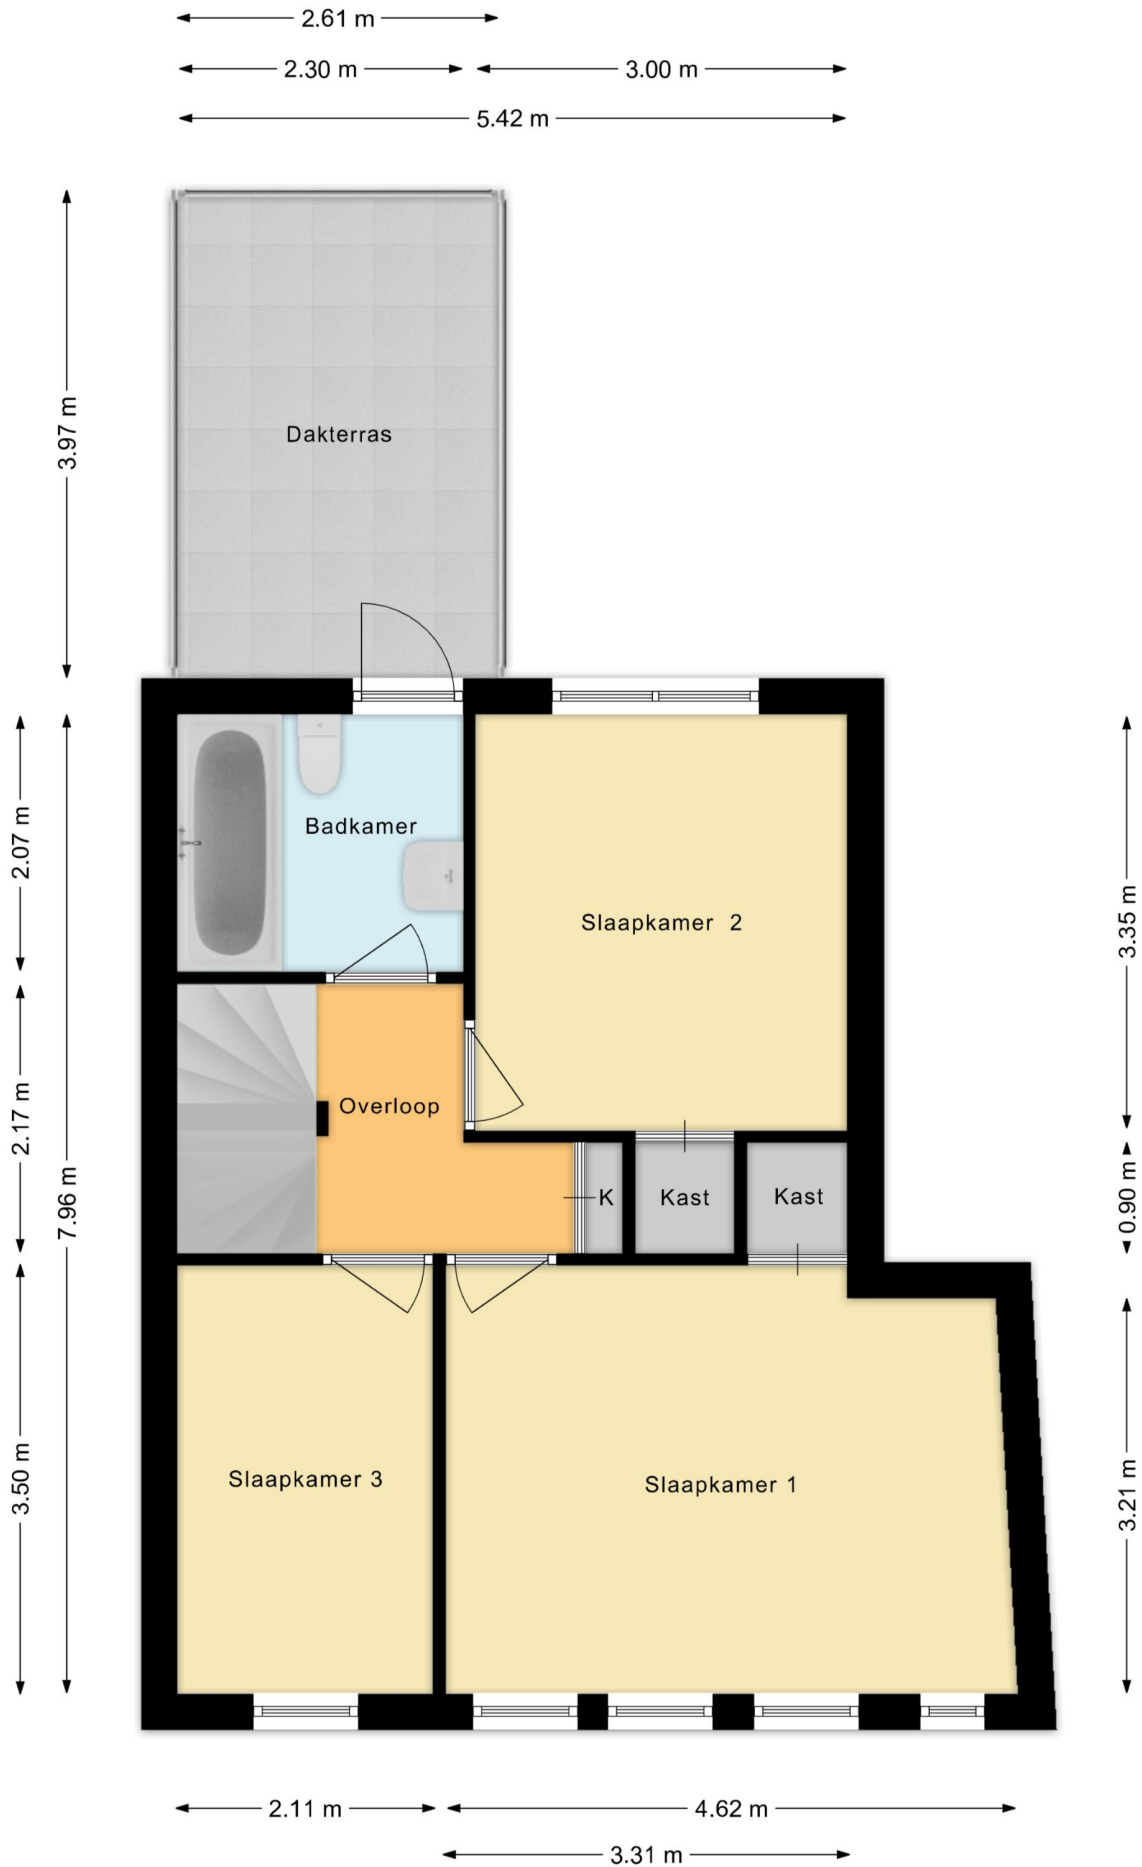 2.61 m
2.30 m
3.00 m
5.42 m
3.97 m
Dakterras
2.07 m
Badkamer
Slaapkamer 2
3.35 m
2.17 m
7.96 m
Overloop
K
Kast
Kast
0.90 m
3.50 m
Slaapkamer 3
Slaapkamer 1
3.21 m
2.11 m
4.62 m
3.31 m